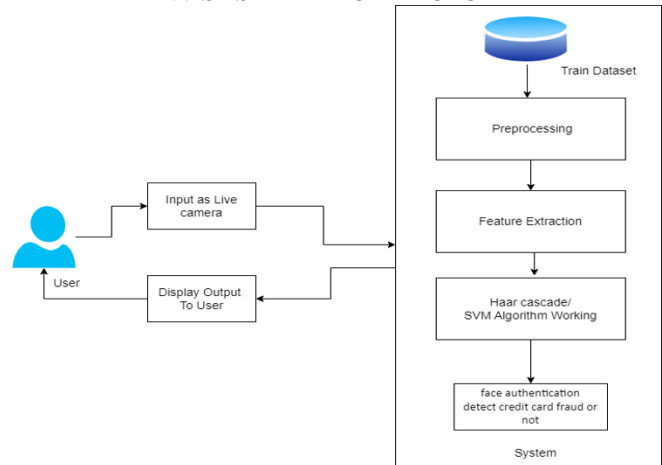 Train Dataset
Preprocessing
Input as Live
camera
Feature Extraction
User
Display Output
To User
Haar cascade/
SVM Algorithm Working
face authentication
detect credit card fraud or
not
System